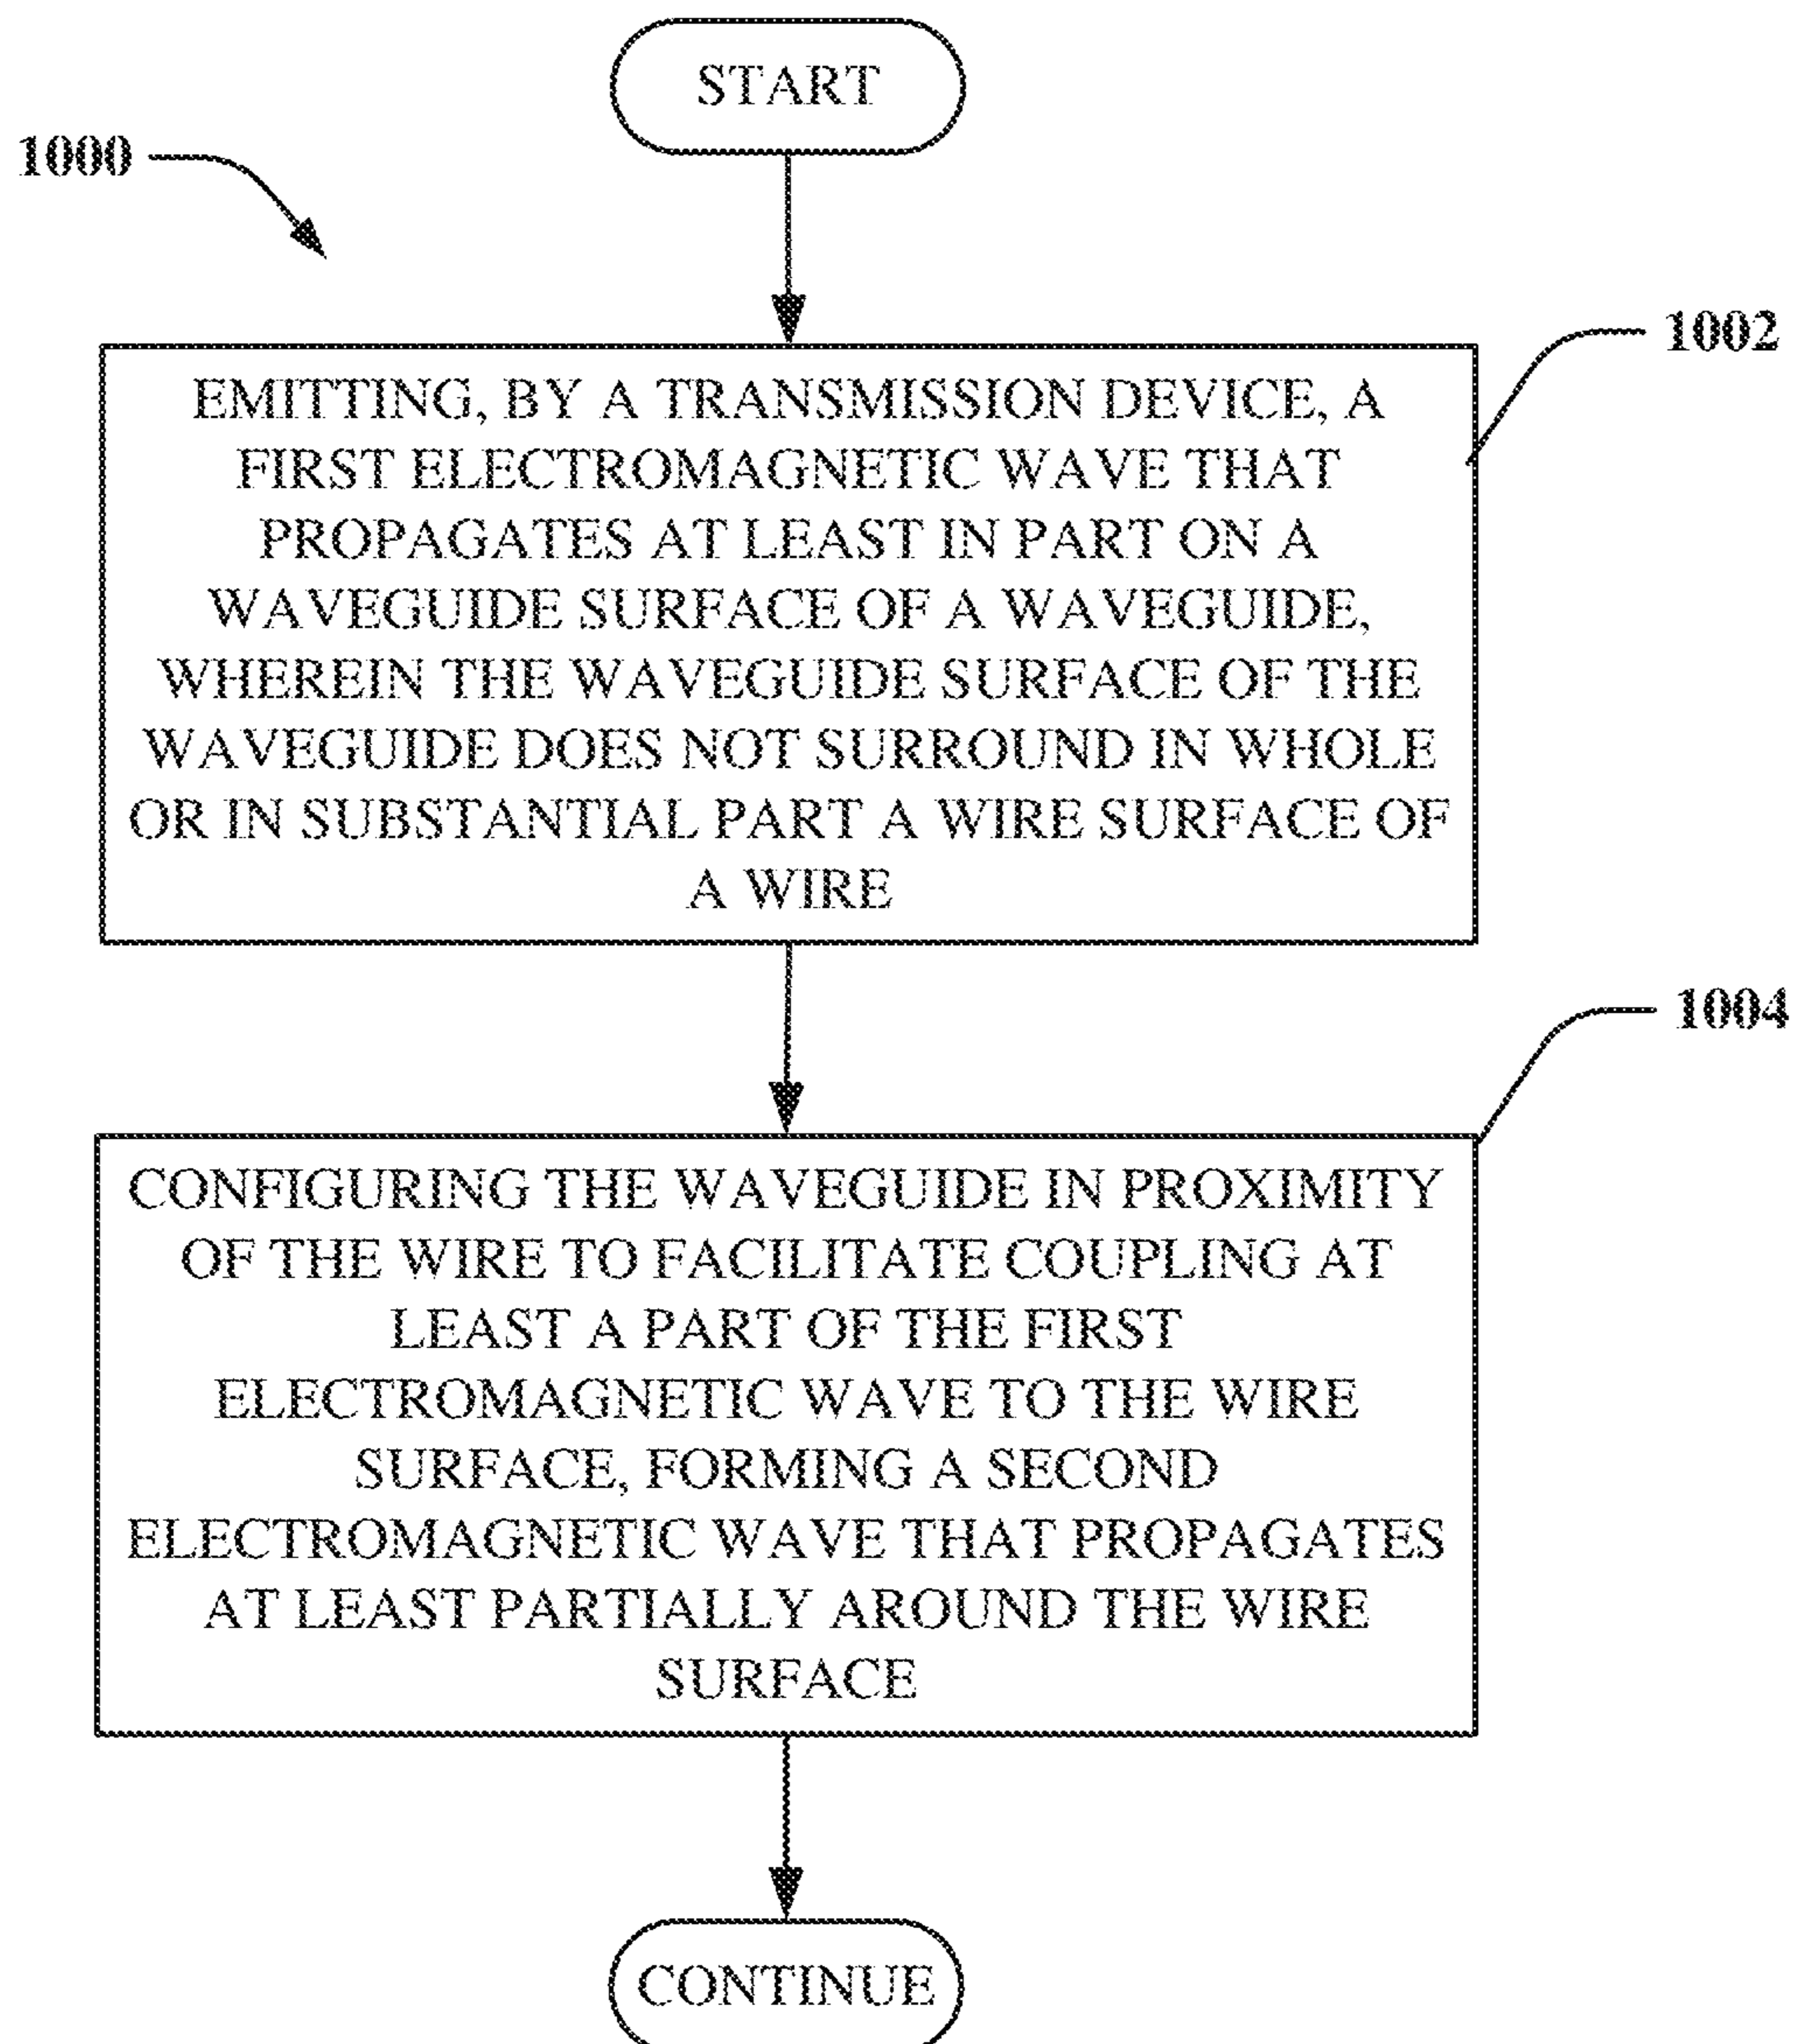 START
1000
1002
EMITTING, BY A TRANSMISSION DEVICE, A
FIRST ELECTROMAGNETIC WAVE THAT
PROPAGATES AT LEAST IN PART ON A
WAVEGUIDE SURFACE OF A WAVEGUIDE,
WHEREIN THE WAVEGUIDE SURFACE OF THE
WAVEGUIDE DOES NOT SURROUND IN WHOLE
OR IN SUBSTANTIAL PART A WIRE SURFACE OF
A WIRE
1004
CONFIGURING THE WAVEGUIDE IN PROXIMITY
OF THE WIRE TO FACILITATE COUPLING AT
LEAST A PART OF THE FIRST
ELECTROMAGNETIC WAVE TO THE WIRE
SURFACE, FORMING A SECOND
ELECTROMAGNETIC WAVE THAT PROPAGATES
AT LEAST PARTIALLY AROUND THE WIRE
SURFACE
CONTINUE